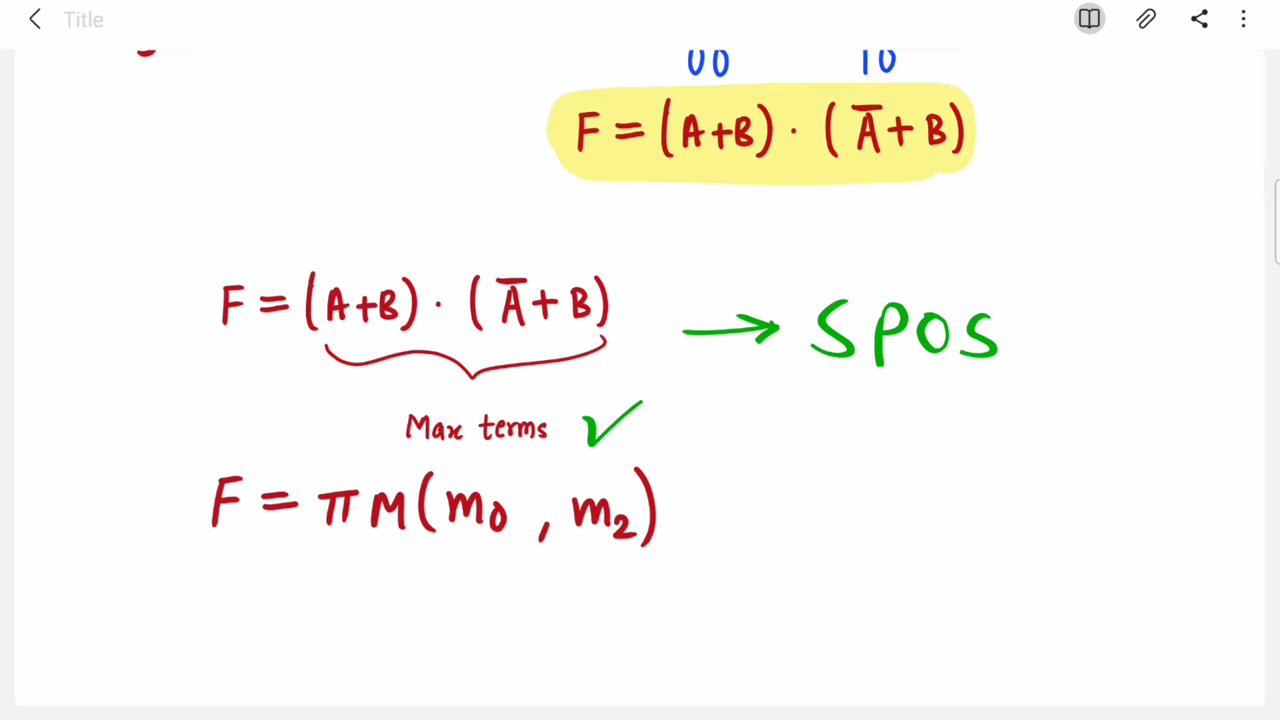 Title
00 10
F = (A+B) · (A̅ + B)
F = (A+B) · (A̅ + B) → SPOS
Max terms ✓
F = πM(m₀ , m₂)